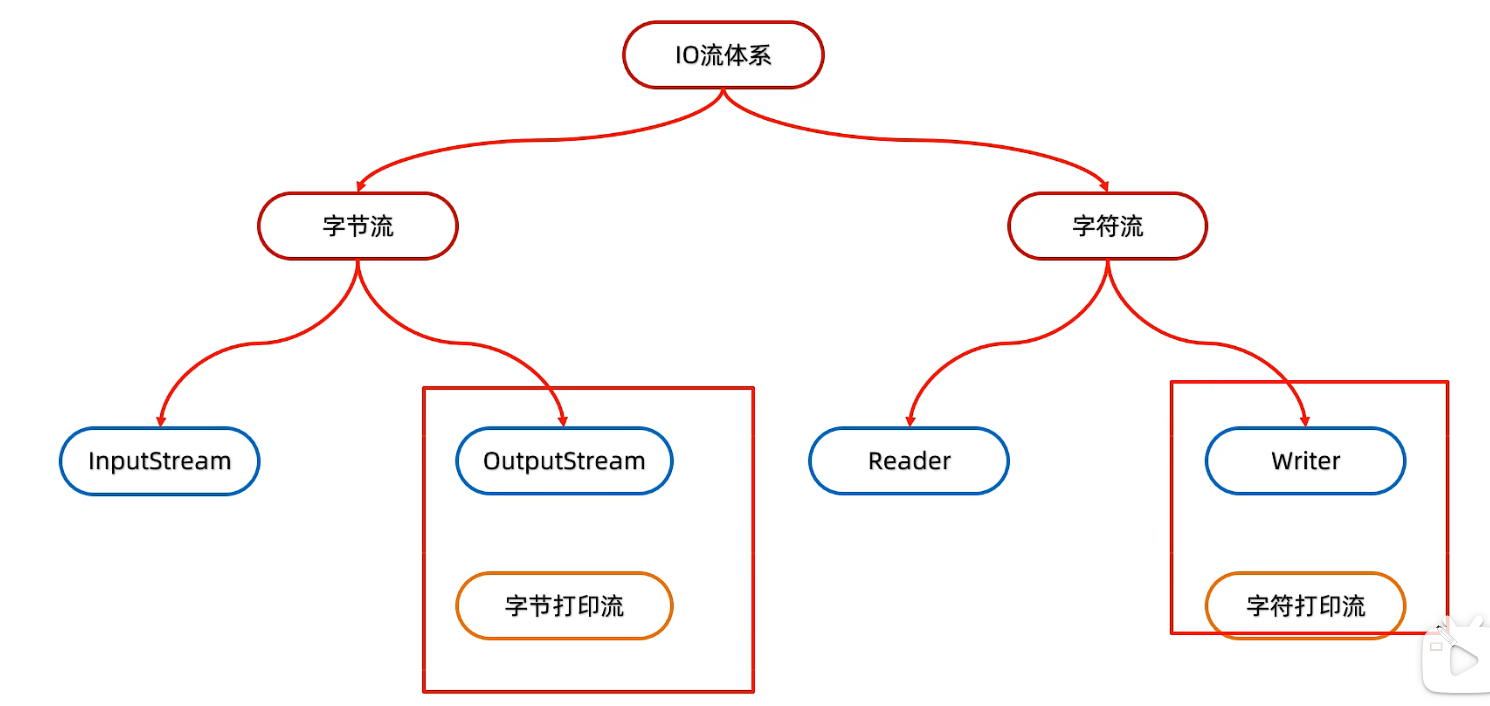 IO流体系
字节流
字符流
InputStream
OutputStream
Reader
Writer
字节打印流
字符打印流